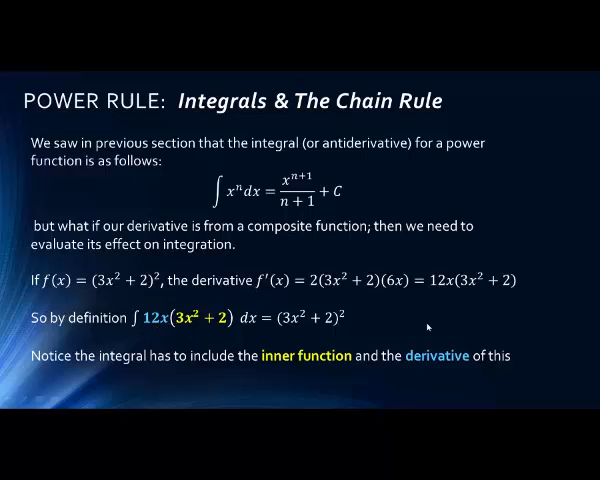 POWER RULE: Integrals & The Chain Rule
We saw in previous section that the integral (or antiderivative) for a power
function is as follows:
∫ xⁿdx = xⁿ⁺¹/(n + 1) + C
but what if our derivative is from a composite function; then we need to
evaluate its effect on integration.
If f(x) = (3x² + 2)², the derivative f′(x) = 2(3x² + 2)(6x) = 12x(3x² + 2)
So by definition ∫ 12x(3x² + 2) dx = (3x² + 2)²
Notice the integral has to include the inner function and the derivative of this